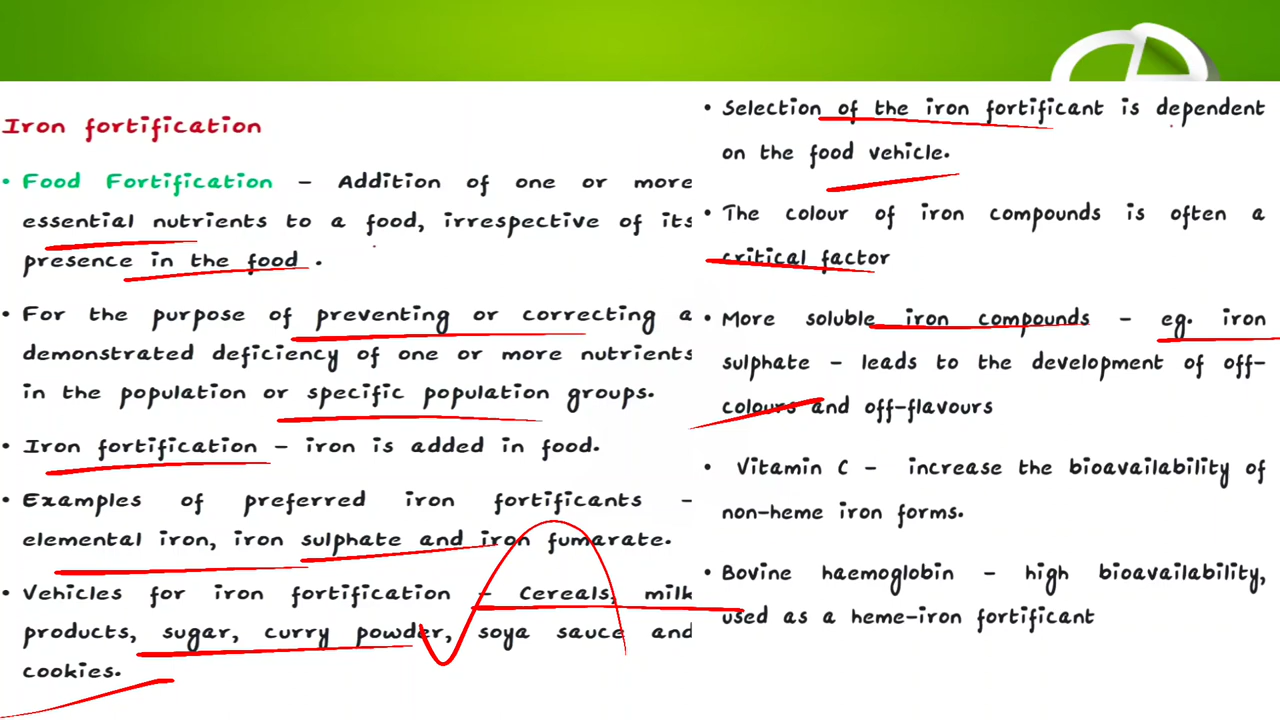 Iron fortification
• Food Fortification – Addition of one or more
essential nutrients to a food, irrespective of its
presence in the food .
• For the purpose of preventing or correcting a
demonstrated deficiency of one or more nutrients
in the population or specific population groups.
• Iron fortification – iron is added in food.
• Examples of preferred iron fortificants –
elemental iron, iron sulphate and iron fumarate.
• Vehicles for iron fortification – Cereals, milk
products, sugar, curry powder, soya sauce and
cookies.
• Selection of the iron fortificant is dependent
on the food vehicle.
• The colour of iron compounds is often a
critical factor
• More soluble iron compounds – eg. iron
sulphate – leads to the development of off-
colours and off-flavours
• Vitamin C – increase the bioavailability of
non-heme iron forms.
• Bovine haemoglobin – high bioavailability,
used as a heme-iron fortificant